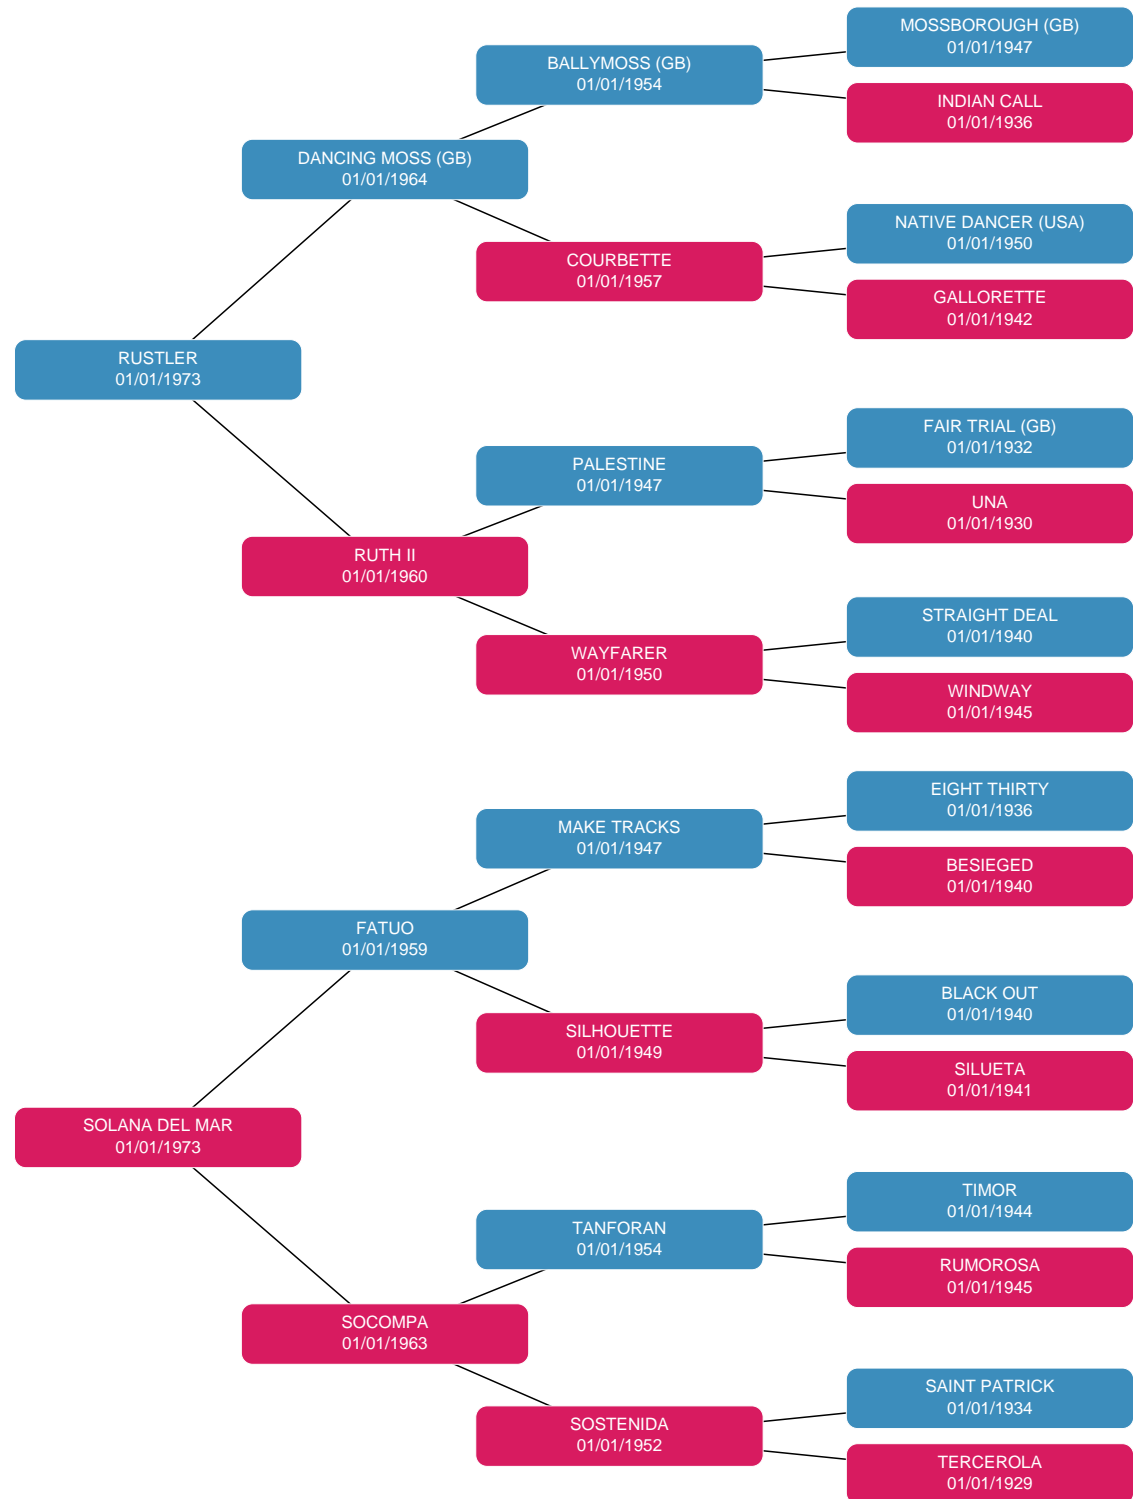 MOSSBOROUGH (GB)
01/01/1947
BALLYMOSS (GB)
01/01/1954
INDIAN CALL
01/01/1936
DANCING MOSS (GB)
01/01/1964
NATIVE DANCER (USA)
01/01/1950
COURBETTE
01/01/1957
GALLORETTE
01/01/1942
RUSTLER
01/01/1973
FAIR TRIAL (GB)
01/01/1932
PALESTINE
01/01/1947
UNA
01/01/1930
RUTH II
01/01/1960
STRAIGHT DEAL
01/01/1940
WAYFARER
01/01/1950
WINDWAY
01/01/1945
EIGHT THIRTY
01/01/1936
MAKE TRACKS
01/01/1947
BESIEGED
01/01/1940
FATUO
01/01/1959
BLACK OUT
01/01/1940
SILHOUETTE
01/01/1949
SILUETA
01/01/1941
SOLANA DEL MAR
01/01/1973
TIMOR
01/01/1944
TANFORAN
01/01/1954
RUMOROSA
01/01/1945
SOCOMPA
01/01/1963
SAINT PATRICK
01/01/1934
SOSTENIDA
01/01/1952
TERCEROLA
01/01/1929